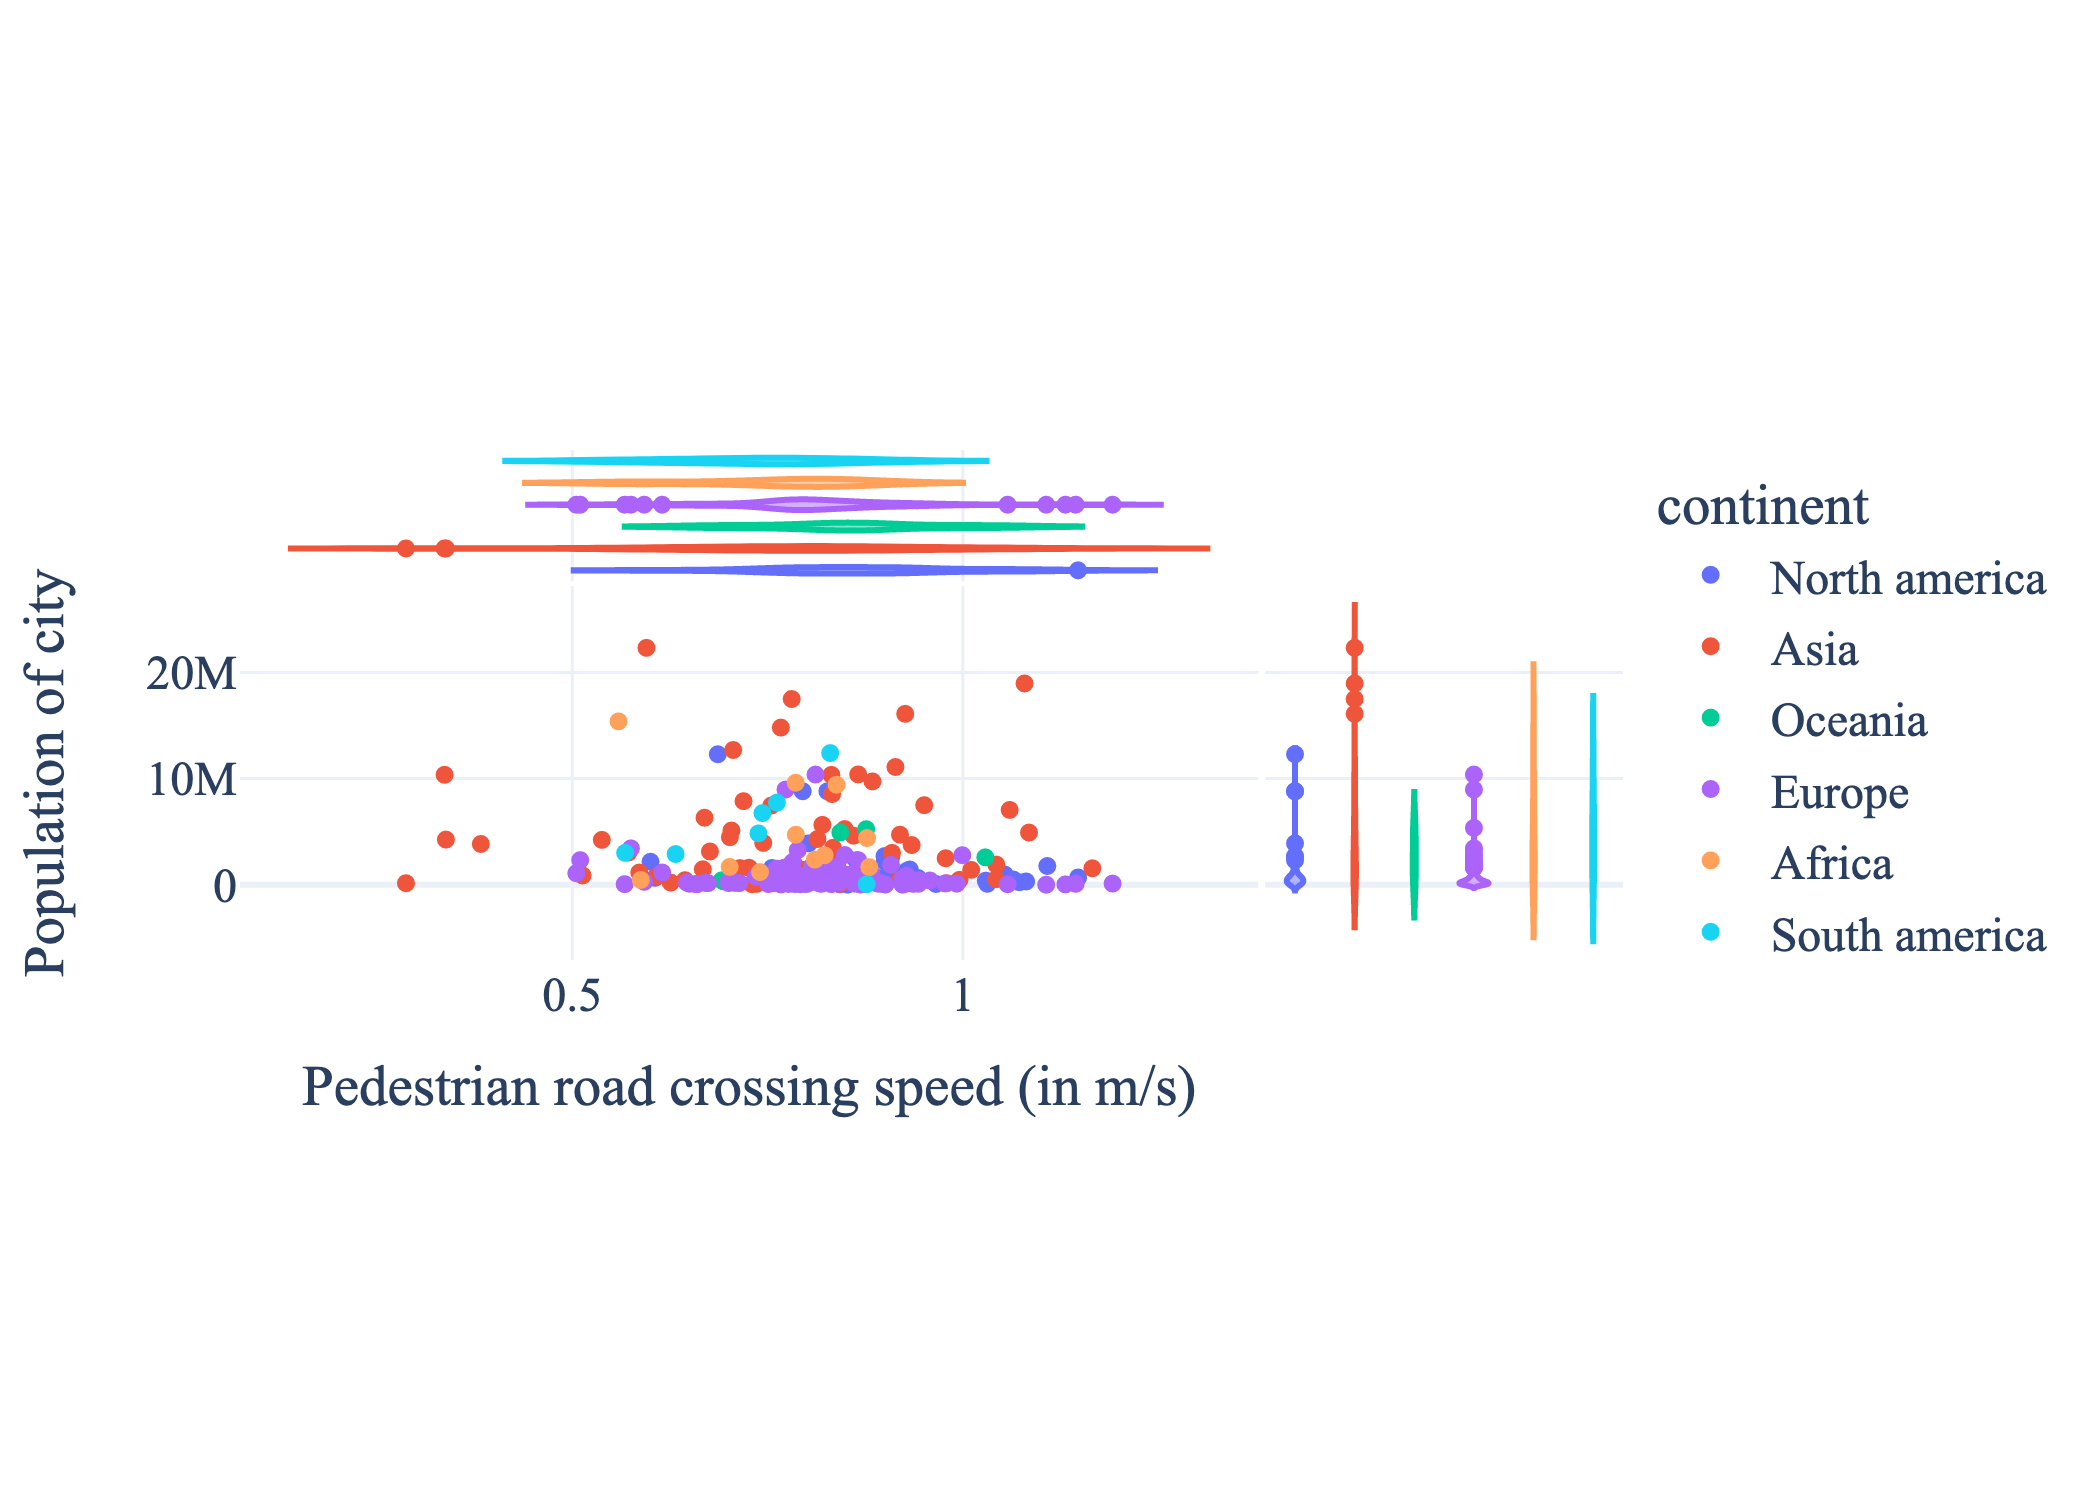 Population of city
20M
10M
0
0.5
1
Pedestrian road crossing speed (in m/s)
continent
North america
Asia
Oceania
Europe
Africa
South america